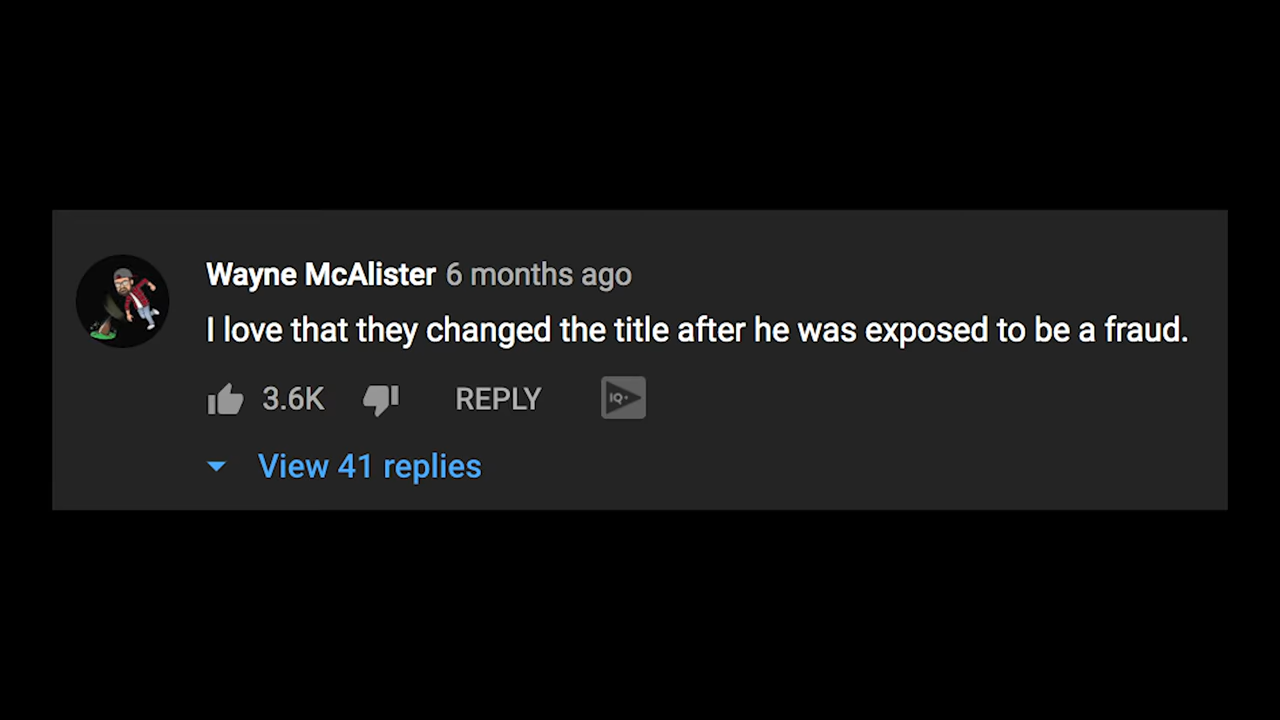 Wayne McAlister 6 months ago
I love that they changed the title after he was exposed to be a fraud.
3.6K REPLY IQ+
View 41 replies